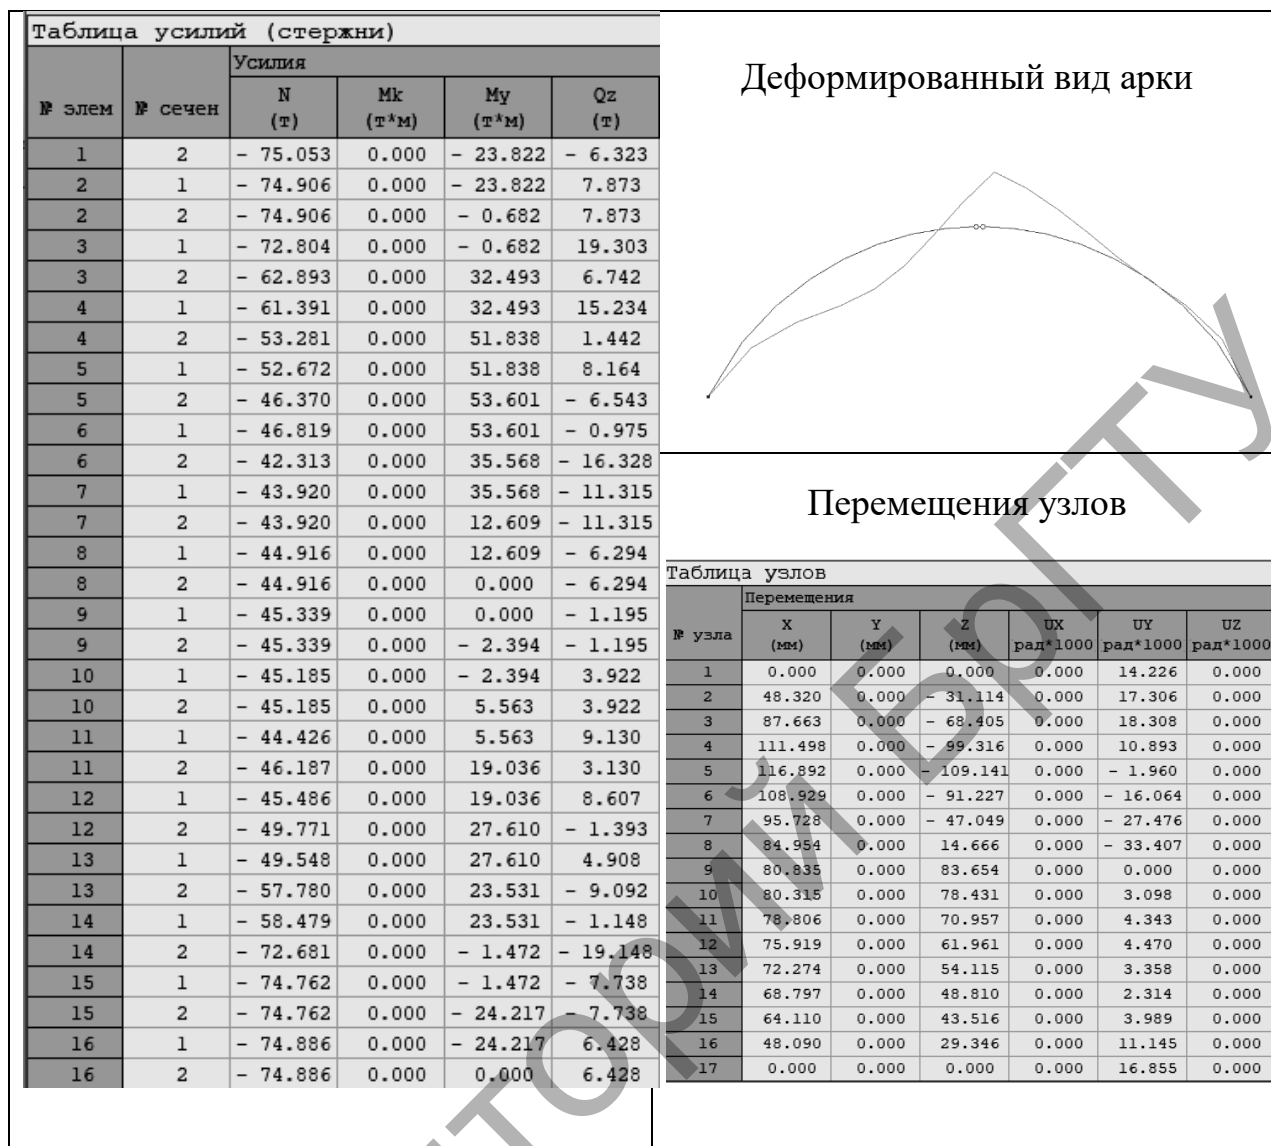 Таблица усилий (стержни)
Усилия
№ элем № сечен N Mk My Qz
(т) (т*м) (т*м) (т)
1 2 - 75.053 0.000 - 23.822 - 6.323
2 1 - 74.906 0.000 - 23.822 7.873
2 2 - 74.906 0.000 - 0.682 7.873
3 1 - 72.804 0.000 - 0.682 19.303
3 2 - 62.893 0.000 32.493 6.742
4 1 - 61.391 0.000 32.493 15.234
4 2 - 53.281 0.000 51.838 1.442
5 1 - 52.672 0.000 51.838 8.164
5 2 - 46.370 0.000 53.601 - 6.543
6 1 - 46.819 0.000 53.601 - 0.975
6 2 - 42.313 0.000 35.568 - 16.328
7 1 - 43.920 0.000 35.568 - 11.315
7 2 - 43.920 0.000 12.609 - 11.315
8 1 - 44.916 0.000 12.609 - 6.294
8 2 - 44.916 0.000 0.000 - 6.294
9 1 - 45.339 0.000 0.000 - 1.195
9 2 - 45.339 0.000 - 2.394 - 1.195
10 1 - 45.185 0.000 - 2.394 3.922
10 2 - 45.185 0.000 5.563 3.922
11 1 - 44.426 0.000 5.563 9.130
11 2 - 46.187 0.000 19.036 3.130
12 1 - 45.486 0.000 19.036 8.607
12 2 - 49.771 0.000 27.610 - 1.393
13 1 - 49.548 0.000 27.610 4.908
13 2 - 57.780 0.000 23.531 - 9.092
14 1 - 58.479 0.000 23.531 - 1.148
14 2 - 72.681 0.000 - 1.472 - 19.148
15 1 - 74.762 0.000 - 1.472 - 7.738
15 2 - 74.762 0.000 - 24.217 - 7.738
16 1 - 74.886 0.000 - 24.217 6.428
16 2 - 74.886 0.000 0.000 6.428
Деформированный вид арки
Перемещения узлов
Таблица узлов
Перемещения
№ узла X Y Z UX UY UZ
(мм) (мм) (мм) рад*1000 рад*1000 рад*1000
1 0.000 0.000 0.000 0.000 14.226 0.000
2 48.320 0.000 - 31.114 0.000 17.306 0.000
3 87.663 0.000 - 68.405 0.000 18.308 0.000
4 111.498 0.000 - 99.316 0.000 10.893 0.000
5 116.892 0.000 - 109.141 0.000 - 1.960 0.000
6 108.929 0.000 - 91.227 0.000 - 16.064 0.000
7 95.728 0.000 - 47.049 0.000 - 27.476 0.000
8 84.954 0.000 14.666 0.000 - 33.407 0.000
9 80.835 0.000 83.654 0.000 0.000 0.000
10 80.315 0.000 78.431 0.000 3.098 0.000
11 78.806 0.000 70.957 0.000 4.343 0.000
12 75.919 0.000 61.961 0.000 4.470 0.000
13 72.274 0.000 54.115 0.000 3.358 0.000
14 68.797 0.000 48.810 0.000 2.314 0.000
15 64.110 0.000 43.516 0.000 3.989 0.000
16 48.090 0.000 29.346 0.000 11.145 0.000
17 0.000 0.000 0.000 0.000 16.855 0.000
торий БрГТУ